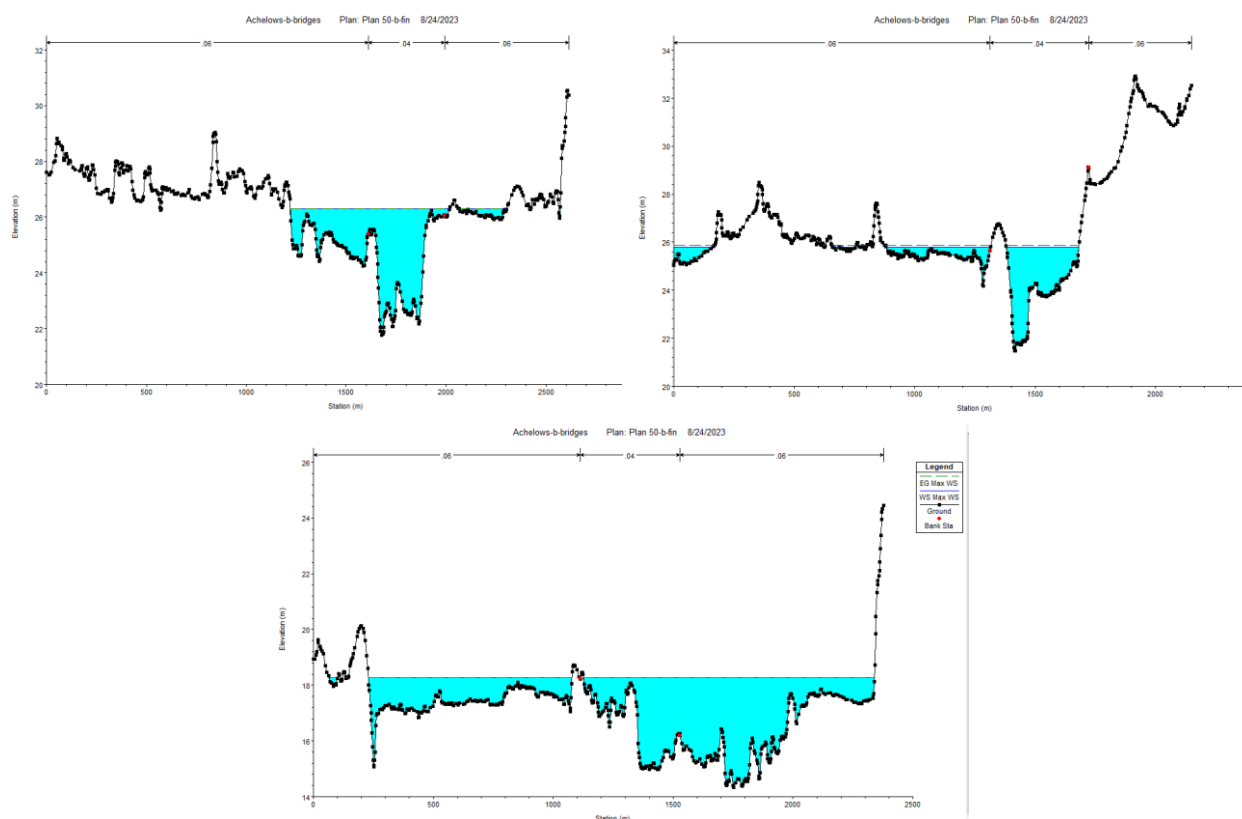 Achelows-b-bridges Plan: Plan 50-b-fin 8/24/2023
.06 .04 .06
32
30
28
26
24
22
20
Elevation (m)
0 500 1000 1500 2000 2500
Station (m)
Achelows-b-bridges Plan: Plan 50-b-fin 8/24/2023
.06 .04 .06
34
32
30
28
26
24
22
20
Elevation (m)
0 500 1000 1500 2000
Station (m)
Achelows-b-bridges Plan: Plan 50-b-fin 8/24/2023
.06 .04 .06
26
24
22
20
18
16
14
Elevation (m)
0 500 1000 1500 2000 2500
Station (m)
Legend
EG Max WS
WS Max WS
Ground
Bank Sta